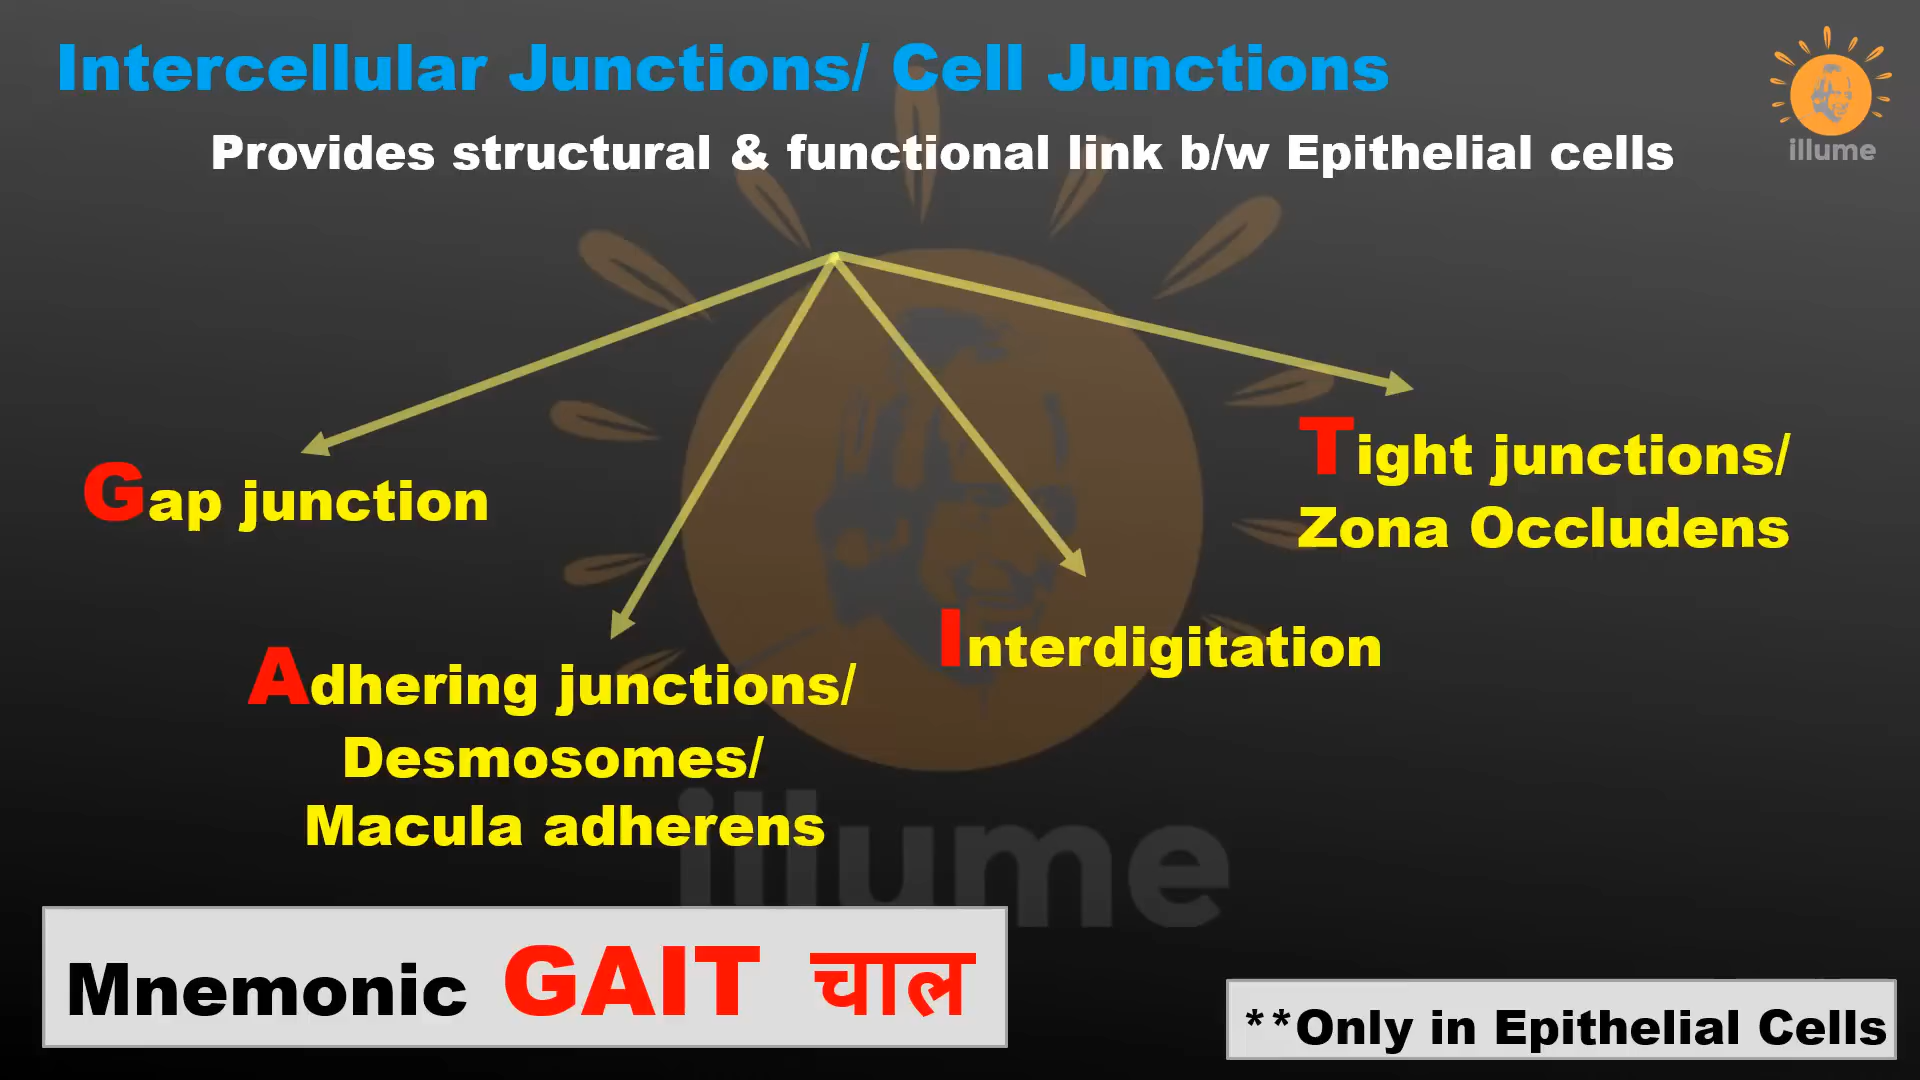 Intercellular Junctions/ Cell Junctions
illume
Provides structural & functional link b/w Epithelial cells
Gap junction
Tight junctions/
Zona Occludens
Adhering junctions/
Desmosomes/
Macula adherens
Interdigitation
illume
Mnemonic GAIT चाल
**Only in Epithelial Cells